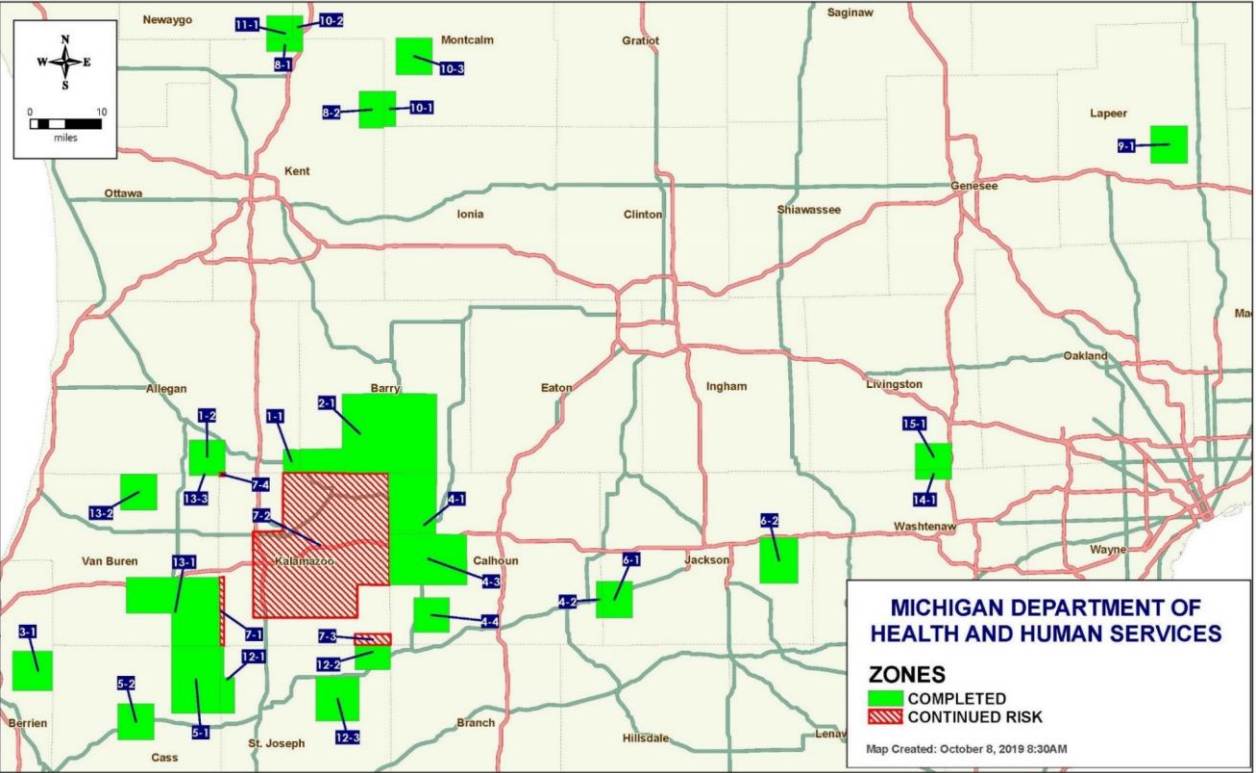 Newaygo
Saginaw
11-1
10-2
8-1
Montcalm
10-3
Gratiot
N
W
E
S
0
10
miles
8-2
10-1
Lapeer
9-1
Kent
Ottawa
Ionia
Clinton
Shiawassee
Genesee
Ma
Oakland
Allegan
Barry
Eaton
Ingham
Livingston
1-2
1-1
2-1
15-1
13-3
7-4
13-2
7-2
4-1
14-1
6-2
Washtenaw
Wayne
Van Buren
13-1
Kalamazoo
Calhoun
4-3
Jackson
6-1
4-2
4-4
3-1
7-1
7-3
12-1
12-2
5-2
5-1
12-3
Berrien
Cass
St. Joseph
Branch
Hillsdale
Lenaw
MICHIGAN DEPARTMENT OF
HEALTH AND HUMAN SERVICES
ZONES
COMPLETED
CONTINUED RISK
Map Created: October 8, 2019 8:30AM